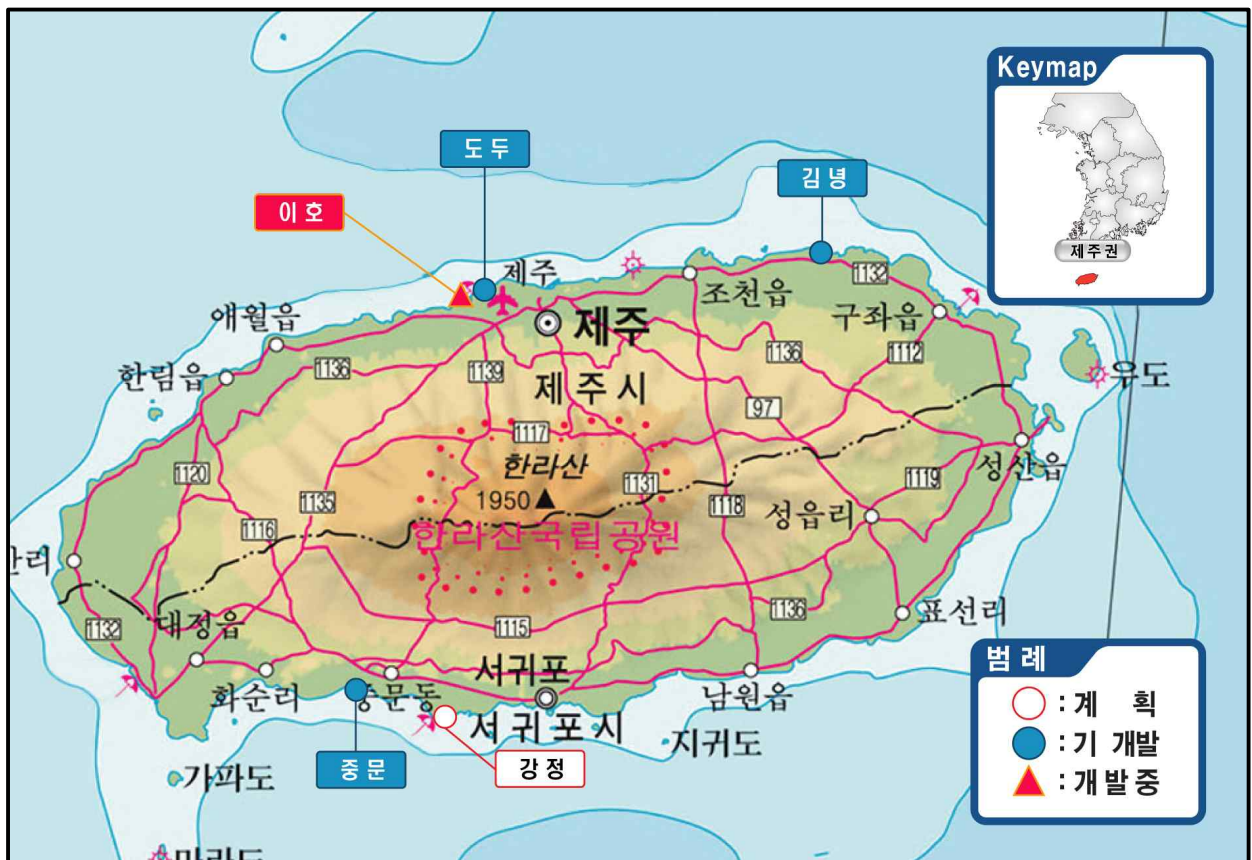 Keymap
제주권
도 두
김 녕
이 호
제주
1132
조천읍
구좌읍
애월읍
제주
1136
1112
한림읍
1136
1139
제주시
우도
97
1117
한라산
성산읍
1120
1131
1119
1950
1135
1118
성읍리
1116
한라산국립공원
1136
표선리
대정읍
1132
1115
서귀포
범 례
화순리
남원읍
: 계 획
서귀포시
지귀도
: 기 개발
중 문
강 정
가파도
: 개발중